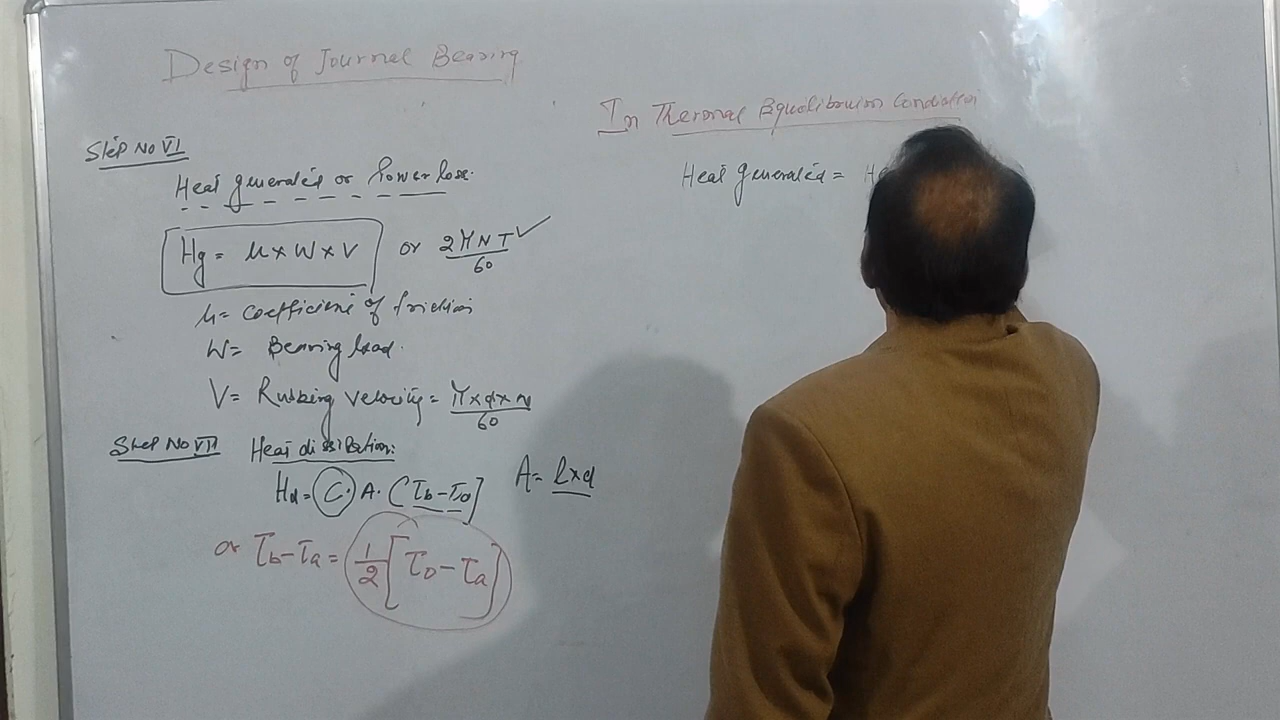 Design of Journal Bearing
In Thermal Equilibrium Condition
Step No VI
Heat generated or Power loss.
Hg = μ × W × V or 2πNT/60 ✓
μ = coefficient of friction
W = Bearing load.
V = Rubbing velocity = π×d×N/60
Step No VII Heat dissipation:
Hd = C. A. (Tb - Ta) A = l×d
or Tb - Ta = 1/2 [To - Ta]
Heat generated = H